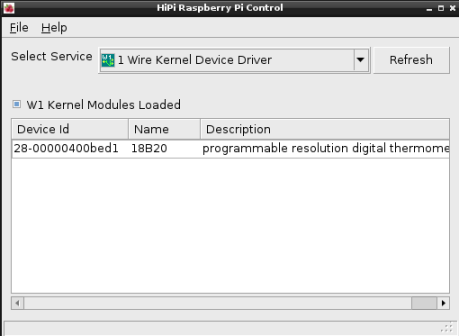 HiPi Raspberry Pi Control
File Help
Select Service 1 Wire Kernel Device Driver Refresh
W1 Kernel Modules Loaded
Device Id Name Description
28-00000400bed1 18B20 programmable resolution digital thermome